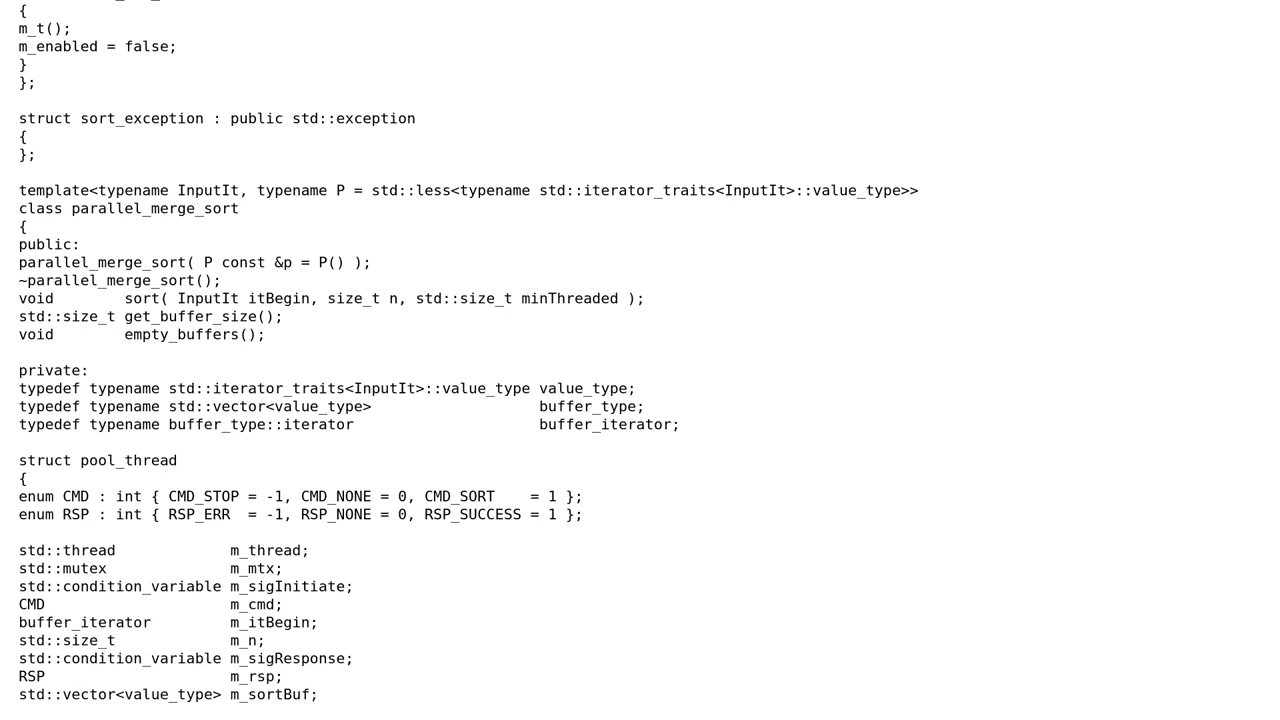 {
m_t();
m_enabled = false;
}
};

struct sort_exception : public std::exception
{
};

template<typename InputIt, typename P = std::less<typename std::iterator_traits<InputIt>::value_type>>
class parallel_merge_sort
{
public:
parallel_merge_sort( P const &p = P() );
~parallel_merge_sort();
void        sort( InputIt itBegin, size_t n, std::size_t minThreaded );
std::size_t get_buffer_size();
void        empty_buffers();

private:
typedef typename std::iterator_traits<InputIt>::value_type value_type;
typedef typename std::vector<value_type>                   buffer_type;
typedef typename buffer_type::iterator                     buffer_iterator;

struct pool_thread
{
enum CMD : int { CMD_STOP = -1, CMD_NONE = 0, CMD_SORT    = 1 };
enum RSP : int { RSP_ERR  = -1, RSP_NONE = 0, RSP_SUCCESS = 1 };

std::thread             m_thread;
std::mutex              m_mtx;
std::condition_variable m_sigInitiate;
CMD                     m_cmd;
buffer_iterator         m_itBegin;
std::size_t             m_n;
std::condition_variable m_sigResponse;
RSP                     m_rsp;
std::vector<value_type> m_sortBuf;